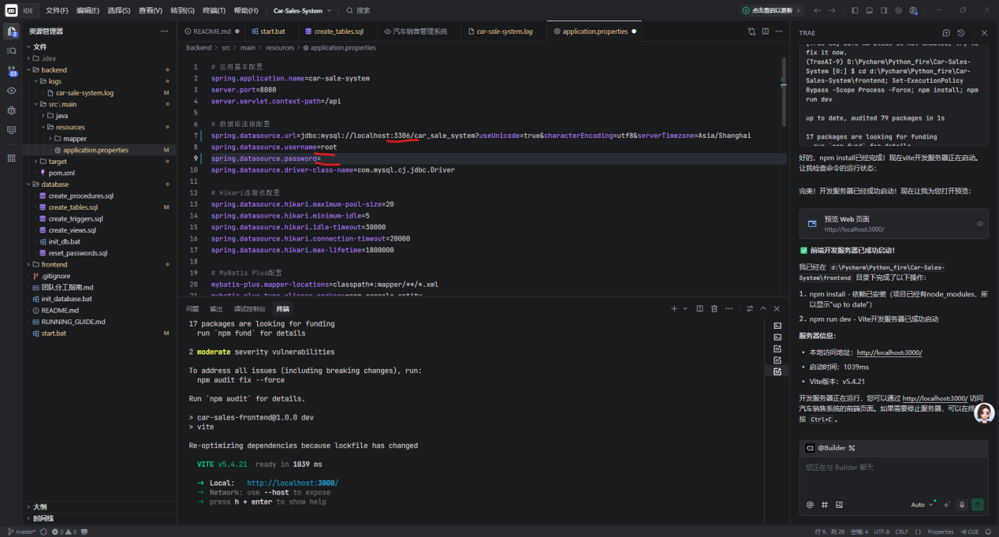 IDE 文件(F) 编辑(E) 选择(S) 查看(V) 转到(G) 终端(T) 帮助(H) Car-Sales-System 搜索 点击重启以更新
资源管理器
文件
.idea
backend
logs
car-sale-system.log M
src\main
java
resources
mapper
application.properties M
target
pom.xml
database
create_procedures.sql
create_tables.sql M
create_triggers.sql
create_views.sql
init_db.bat
reset_passwords.sql
frontend
.gitignore
团队分工指南.md
init_database.bat
README.md
RUNNING_GUIDE.md
start.bat M
大纲
时间线
README.md start.bat create_tables.sql 汽车销售管理系统 car-sale-system.log application.properties
backend > src > main > resources > application.properties
1 # 应用基本配置
2 spring.application.name=car-sale-system
3 server.port=8080
4 server.servlet.context-path=/api
5
6 # 数据库连接配置
7 spring.datasource.url=jdbc:mysql://localhost:3306/car_sale_system?useUnicode=true&characterEncoding=utf8&serverTimezone=Asia/Shanghai
8 spring.datasource.username=root
9 spring.datasource.password=
10 spring.datasource.driver-class-name=com.mysql.cj.jdbc.Driver
11
12 # Hikari连接池配置
13 spring.datasource.hikari.maximum-pool-size=20
14 spring.datasource.hikari.minimum-idle=5
15 spring.datasource.hikari.idle-timeout=30000
16 spring.datasource.hikari.connection-timeout=20000
17 spring.datasource.hikari.max-lifetime=1800000
18
19 # MyBatis Plus配置
20 mybatis-plus.mapper-locations=classpath*:mapper/**/*.xml
问题 输出 调试控制台 终端
17 packages are looking for funding
run `npm fund` for details
2 moderate severity vulnerabilities
To address all issues (including breaking changes), run:
npm audit fix --force
Run `npm audit` for details.
> car-sales-frontend@1.0.0 dev
> vite
Re-optimizing dependencies because lockfile has changed
VITE v5.4.21 ready in 1039 ms
➜ Local: http://localhost:3000/
➜ Network: use --host to expose
➜ press h + enter to show help
TRAE
fix it now.
(TraeAI-9) D:\Pycharm\Python_fire\Car-Sales-
System [0:] $ cd d:\Pycharm\Python_fire\Car-
Sales-System\frontend; Set-ExecutionPolicy
Bypass -Scope Process -Force; npm install; npm
run dev
up to date, audited 79 packages in 1s
17 packages are looking for funding
好的，npm install已经完成！现在vite开发服务器正在启动。
让我检查命令的运行状态：
完美！开发服务器已经成功启动！现在让我为您打开预览：
预览 Web 页面
http://localhost:3000/
✅ 前端开发服务器已成功启动！
我已经在 d:\Pycharm\Python_fire\Car-Sales-
System\frontend 目录下完成了以下操作：
1. npm install - 依赖已安装（项目已经有node_modules，所
以显示"up to date"）
2. npm run dev - Vite开发服务器已成功启动
服务器信息：
• 本地访问地址：http://localhost:3000/
• 启动时间：1039ms
• Vite版本：v5.4.21
开发服务器正在运行，您可以通过 http://localhost:3000/ 访问
汽车销售系统的前端页面。如果需要停止服务器，可以在终
按 Ctrl+C 。
@Builder
您正在与 Builder 聊天
Auto
master* 0 0 行 9，列 29 空格: 4 UTF-8 CRLF {} Properties CUE